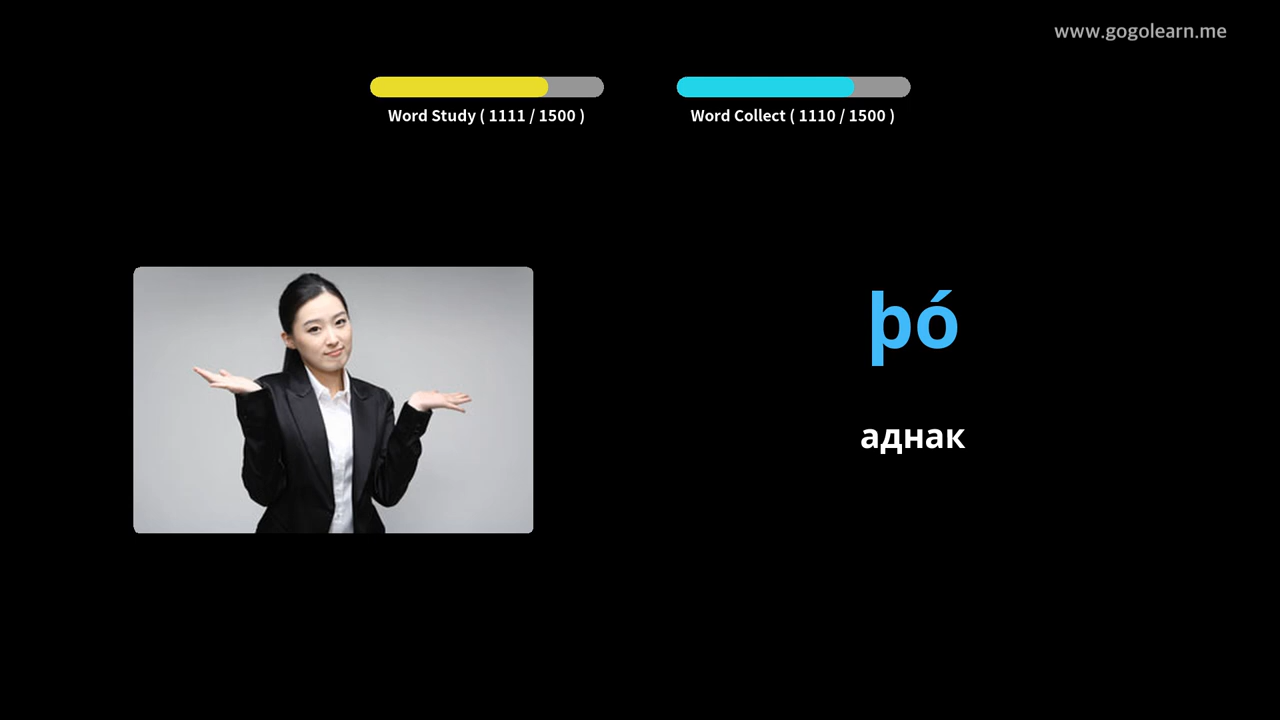 www.gogolearn.me
Word Study ( 1111 / 1500 )
Word Collect ( 1110 / 1500 )
þó
аднак